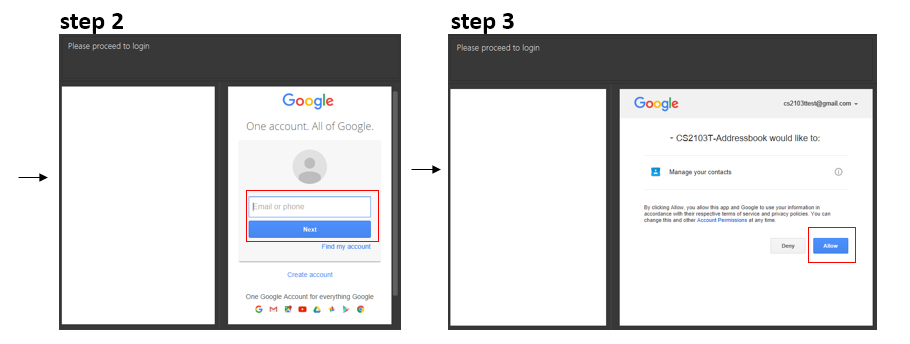 step 2
Please proceed to login
Google
One account. All of Google.
Email or phone
Next
Find my account
Create account
One Google Account for everything Google
step 3
Please proceed to login
Google
cs2103ttest@gmail.com
CS2103T-Addressbook would like to:
Manage your contacts
By clicking Allow, you allow this app and Google to use your information in
accordance with their respective terms of service and privacy policies. You can
change this and other Account Permissions at any time.
Deny
Allow